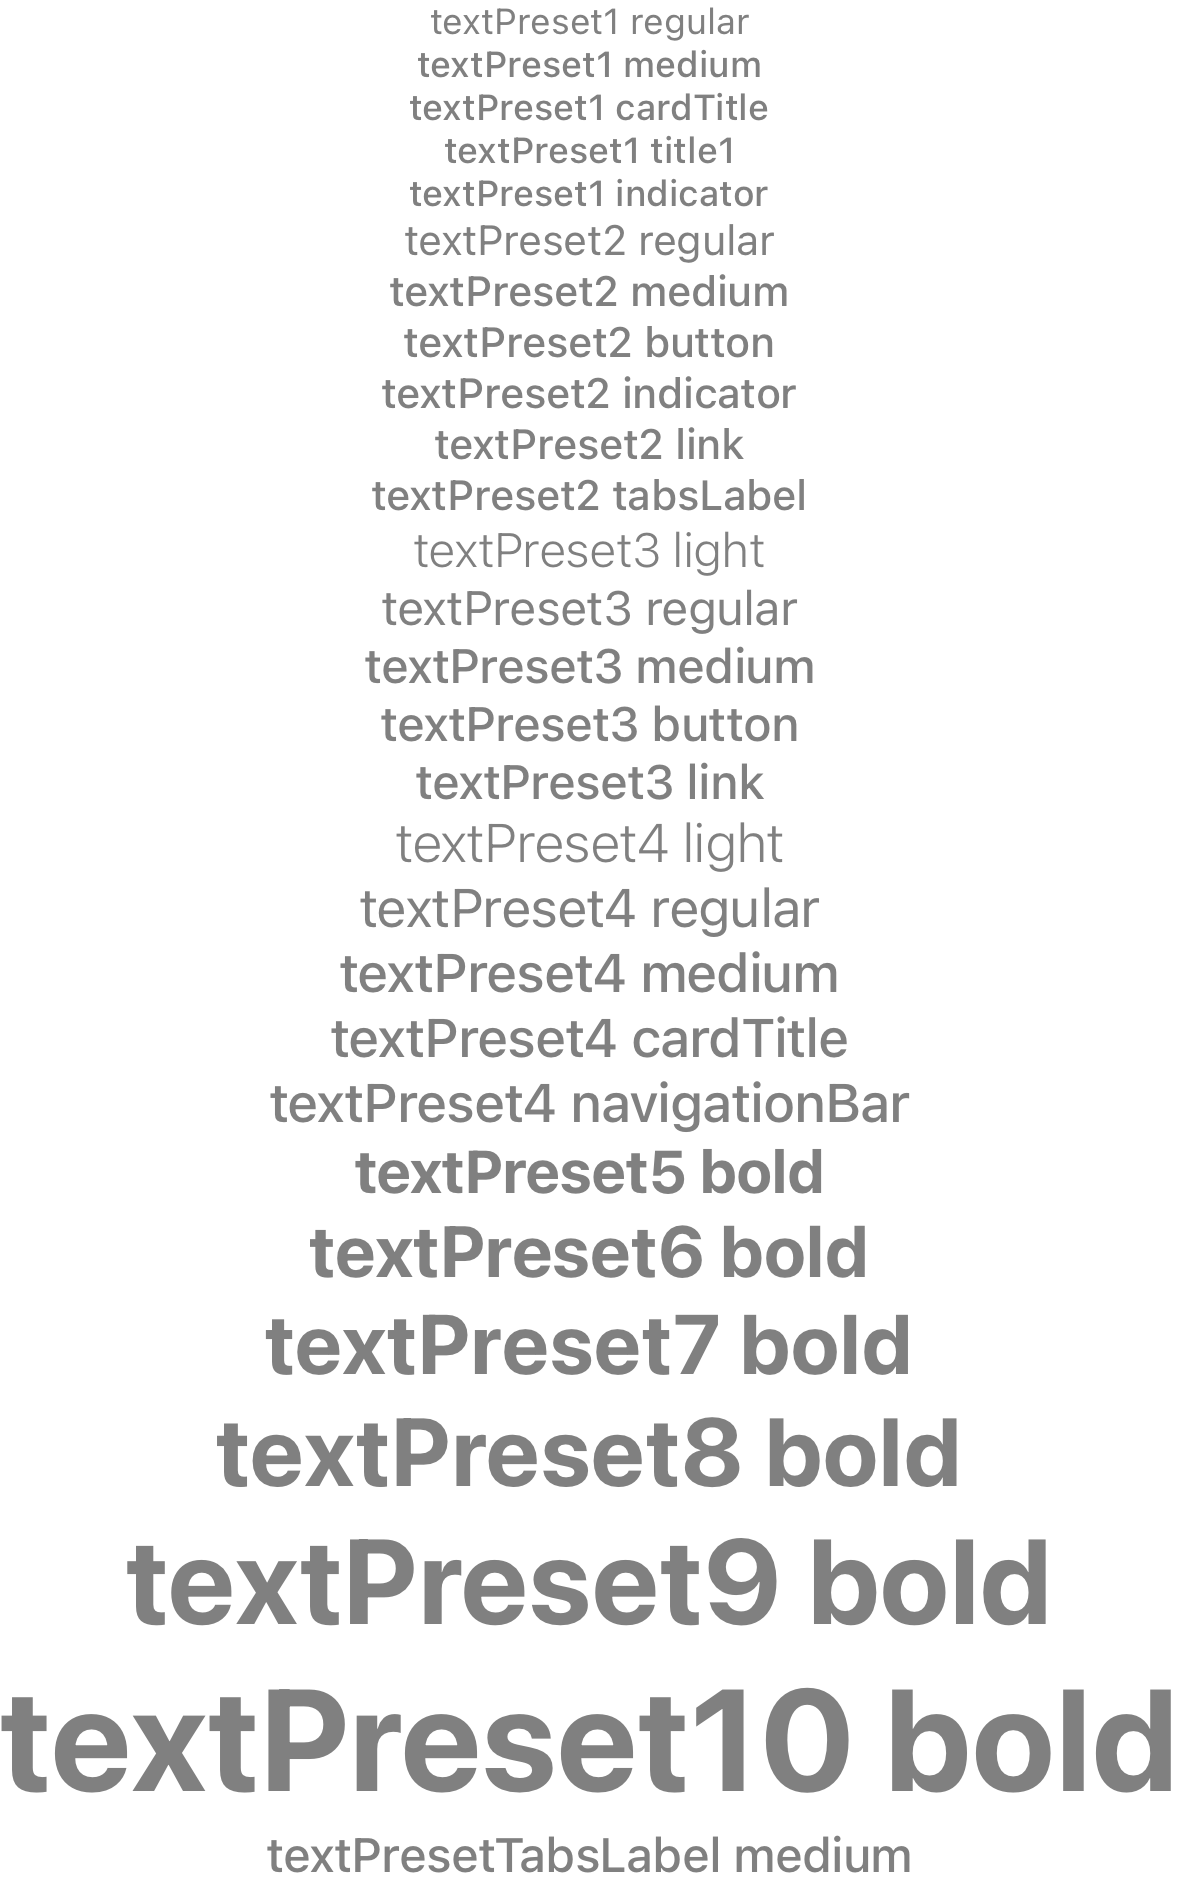 textPreset1 regular
textPreset1 medium
textPreset1 cardTitle
textPreset1 title1
textPreset1 indicator
textPreset2 regular
textPreset2 medium
textPreset2 button
textPreset2 indicator
textPreset2 link
textPreset2 tabsLabel
textPreset3 light
textPreset3 regular
textPreset3 medium
textPreset3 button
textPreset3 link
textPreset4 light
textPreset4 regular
textPreset4 medium
textPreset4 cardTitle
textPreset4 navigationBar
textPreset5 bold
textPreset6 bold
textPreset7 bold
textPreset8 bold
textPreset9 bold
textPreset10 bold
textPresetTabsLabel medium